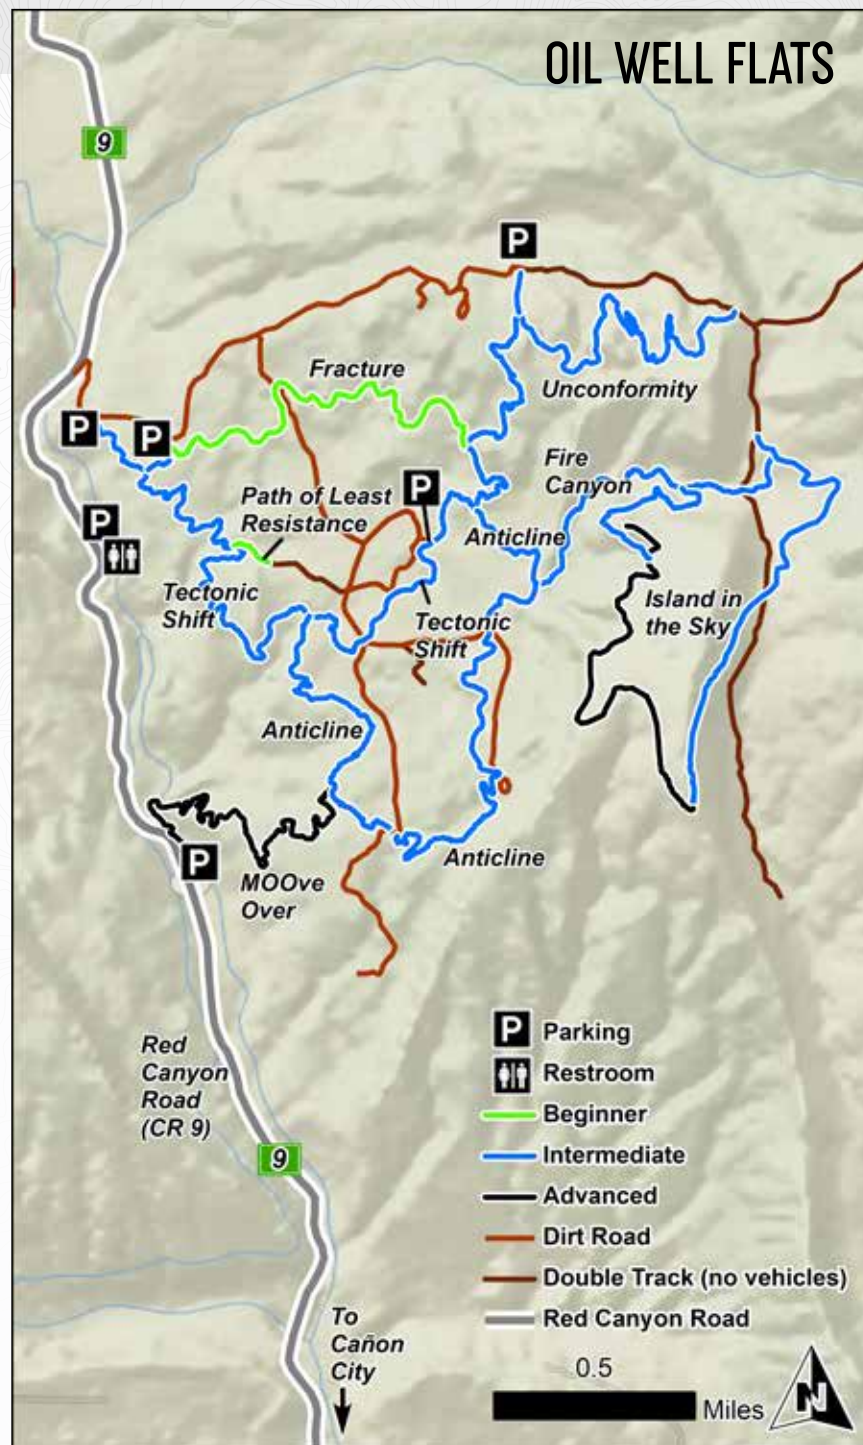 OIL WELL FLATS
9
P
Fracture
Unconformity
P
P
Fire
Canyon
Path of Least
Resistance
P
P
Anticline
Tectonic
Shift
Tectonic
Shift
Island in
the Sky
Anticline
P
MOOve
Over
Anticline
Red
Canyon
Road
(CR 9)
9
To
Cañon
City
P Parking
Restroom
Beginner
Intermediate
Advanced
Dirt Road
Double Track (no vehicles)
Red Canyon Road
0.5
Miles
N